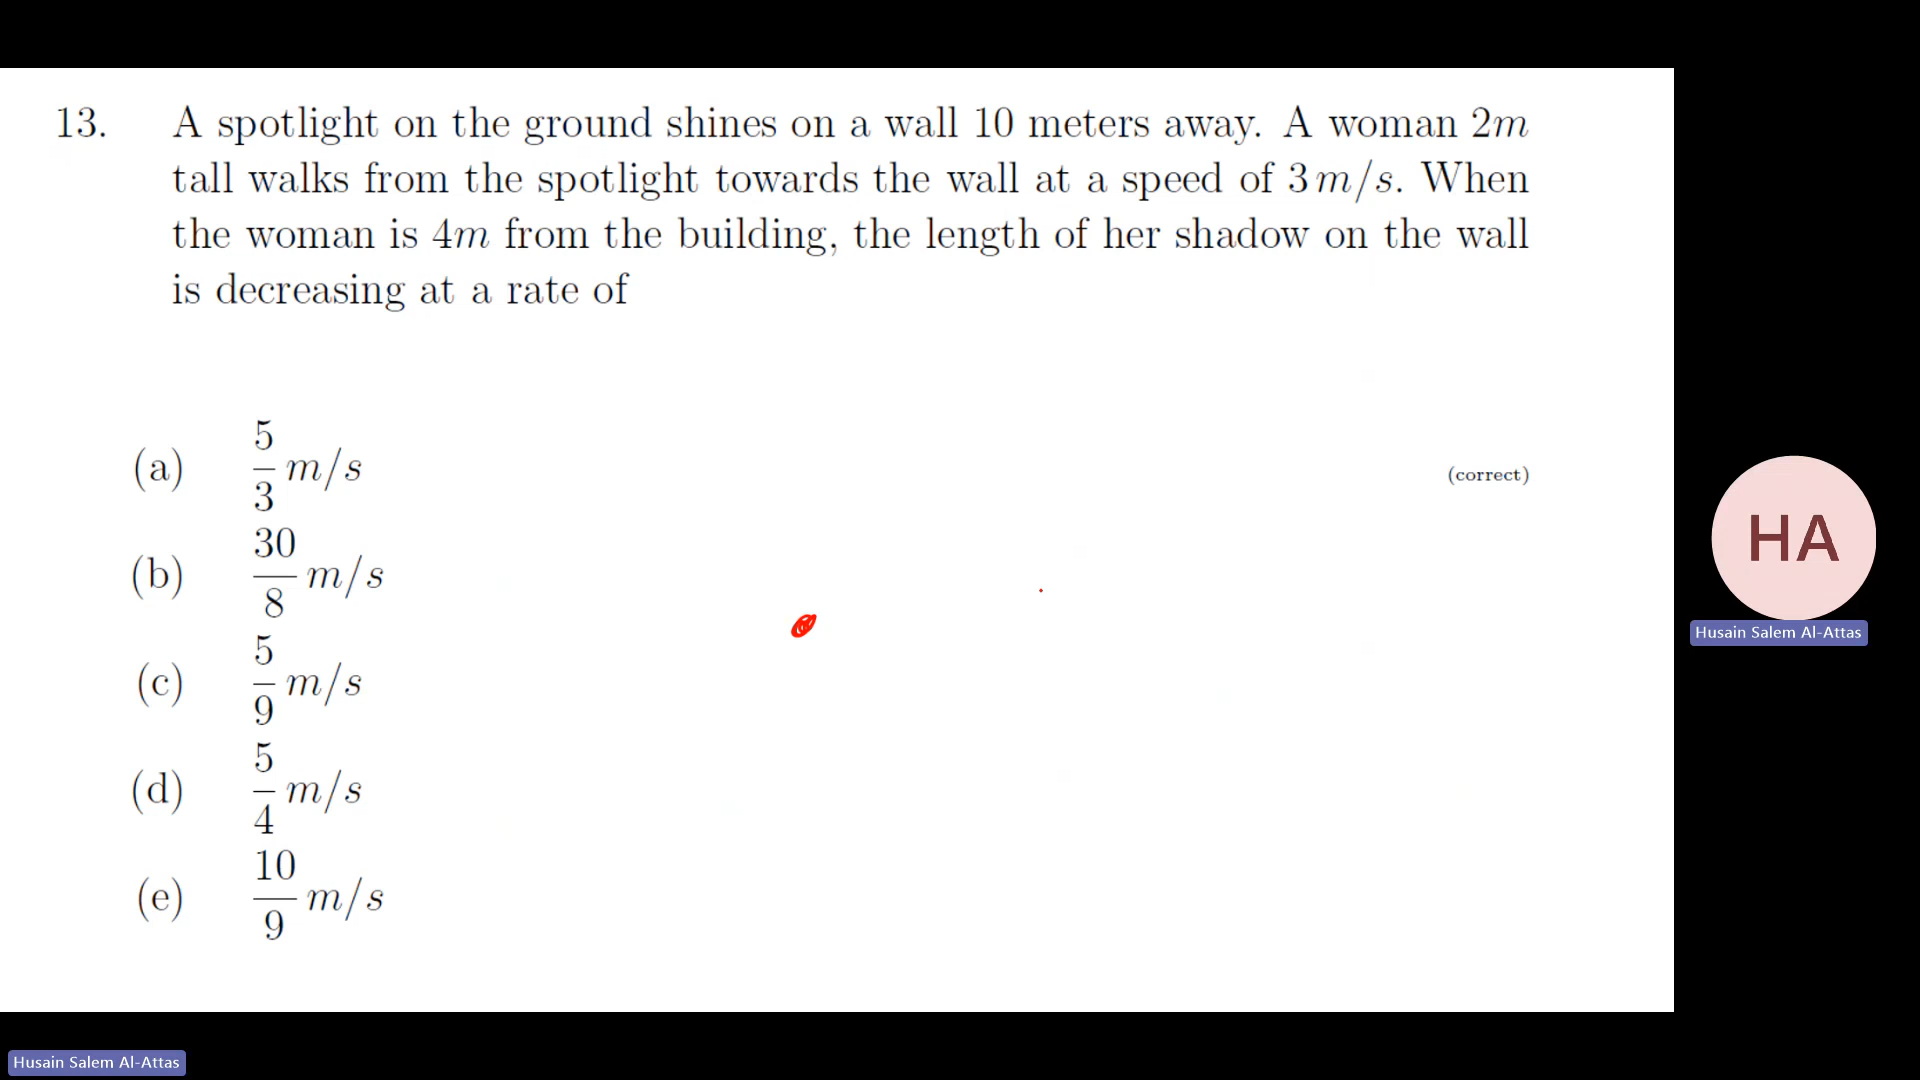 13. A spotlight on the ground shines on a wall 10 meters away. A woman 2m
tall walks from the spotlight towards the wall at a speed of 3 m/s. When
the woman is 4m from the building, the length of her shadow on the wall
is decreasing at a rate of
(a) 5/3 m/s (correct)
(b) 30/8 m/s
(c) 5/9 m/s
(d) 5/4 m/s
(e) 10/9 m/s
HA
Husain Salem Al-Attas
Husain Salem Al-Attas